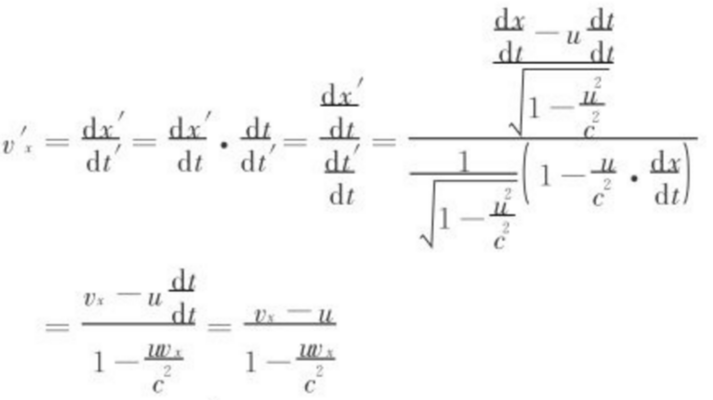 v′ₓ = dx′/dt′ = dx′/dt · dt/dt′ = (dx′/dt)/(dt′/dt) = ((dx/dt − u dt/dt)/√(1 − u²/c²))/((1/√(1 − u²/c²))(1 − u/c² · dx/dt))
= (vₓ − u dt/dt)/(1 − uvₓ/c²) = (vₓ − u)/(1 − uvₓ/c²)